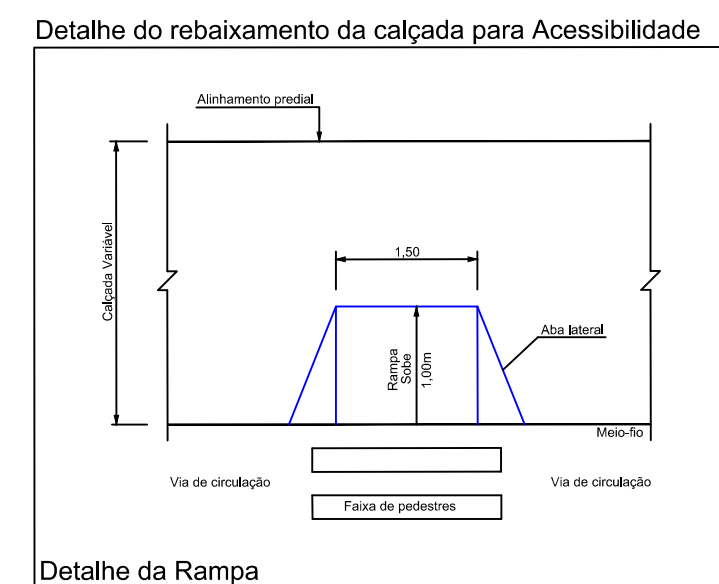 Detalhe do rebaixamento da calçada para Acessibilidade
Alinhamento predial
Calçada Variável
1,50
Rampa
Sobe
1,00m
Aba lateral
Meio-fio
Via de circulação
Via de circulação
Faixa de pedestres
Detalhe da Rampa